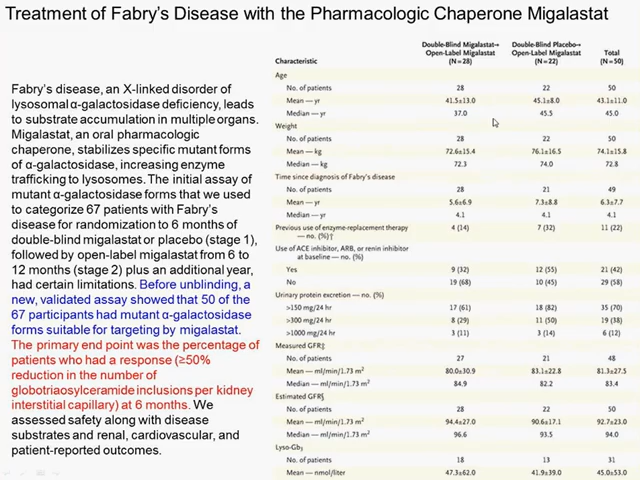 Treatment of Fabry's Disease with the Pharmacologic Chaperone Migalastat
Fabry's disease, an X-linked disorder of
lysosomal α-galactosidase deficiency, leads
to substrate accumulation in multiple organs.
Migalastat, an oral pharmacologic
chaperone, stabilizes specific mutant forms
of α-galactosidase, increasing enzyme
trafficking to lysosomes. The initial assay of
mutant α-galactosidase forms that we used
to categorize 67 patients with Fabry's
disease for randomization to 6 months of
double-blind migalastat or placebo (stage 1),
followed by open-label migalastat from 6 to
12 months (stage 2) plus an additional year,
had certain limitations. Before unblinding, a
new, validated assay showed that 50 of the
67 participants had mutant α-galactosidase
forms suitable for targeting by migalastat.
The primary end point was the percentage of
patients who had a response (≥50%
reduction in the number of
globotriaosylceramide inclusions per kidney
interstitial capillary) at 6 months. We
assessed safety along with disease
substrates and renal, cardiovascular, and
patient-reported outcomes.
Characteristic Double-Blind Migalastat→ Open-Label Migalastat (N=28) Double-Blind Placebo→ Open-Label Migalastat (N=22) Total (N=50)
Age
No. of patients 28 22 50
Mean — yr 41.5±13.0 45.1±8.0 43.1±11.0
Median — yr 37.0 45.5 45.0
Weight
No. of patients 28 22 50
Mean — kg 72.6±15.4 76.1±16.5 74.1±15.8
Median — kg 72.3 74.0 72.8
Time since diagnosis of Fabry's disease
No. of patients 28 21 49
Mean — yr 5.6±6.9 7.3±8.8 6.3±7.7
Median — yr 4.1 4.1 4.1
Previous use of enzyme-replacement therapy — no. (%)† 4 (14) 7 (32) 11 (22)
Use of ACE inhibitor, ARB, or renin inhibitor at baseline — no. (%)
Yes 9 (32) 12 (55) 21 (42)
No 19 (68) 10 (45) 29 (58)
Urinary protein excretion — no. (%)
>150 mg/24 hr 17 (61) 18 (82) 35 (70)
>300 mg/24 hr 8 (29) 11 (50) 19 (38)
>1000 mg/24 hr 3 (11) 3 (14) 6 (12)
Measured GFR‡
No. of patients 27 21 48
Mean — ml/min/1.73 m² 80.0±30.9 83.1±22.8 81.3±27.5
Median — ml/min/1.73 m² 84.9 82.2 83.4
Estimated GFR§
No. of patients 28 22 50
Mean — ml/min/1.73 m² 94.4±27.0 90.6±17.1 92.7±23.0
Median — ml/min/1.73 m² 96.6 93.5 94.0
Lyso-Gb₃
No. of patients 18 13 31
Mean — nmol/liter 47.3±62.0 41.9±39.0 45.0±53.0